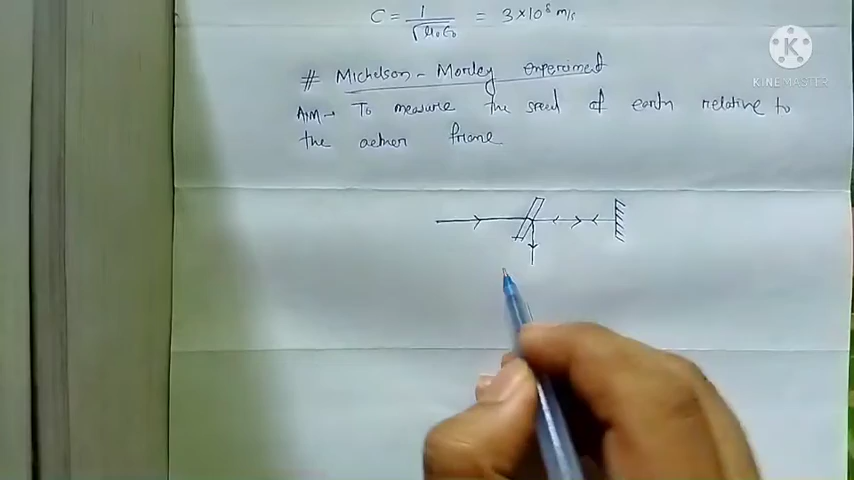 C = 1/√μ₀ε₀ = 3×10⁸ m/s
K
KINEMASTER
# Michelson - Morley experiment
AIM → To measure the speed of earth relative to
the aether frame